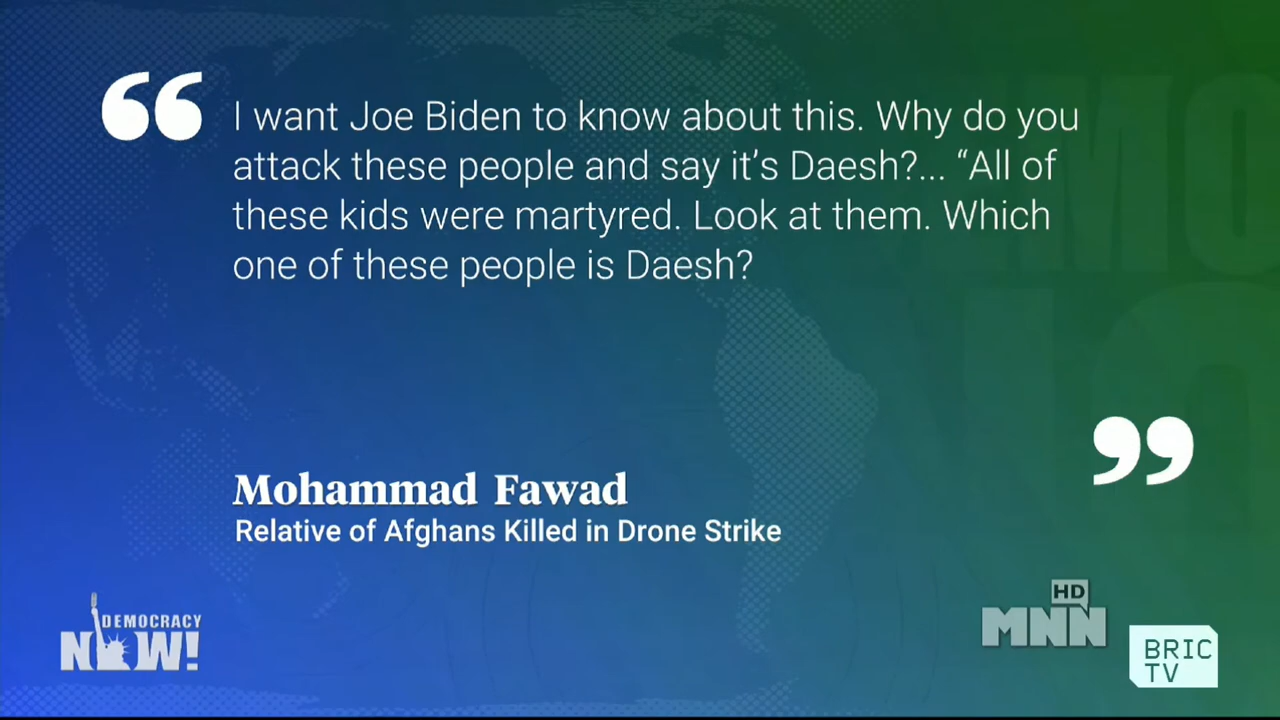 “
I want Joe Biden to know about this. Why do you
attack these people and say it’s Daesh?... “All of
these kids were martyred. Look at them. Which
one of these people is Daesh?
”
Mohammad Fawad
Relative of Afghans Killed in Drone Strike
DEMOCRACY
NOW!
HD
MNN
BRIC
TV